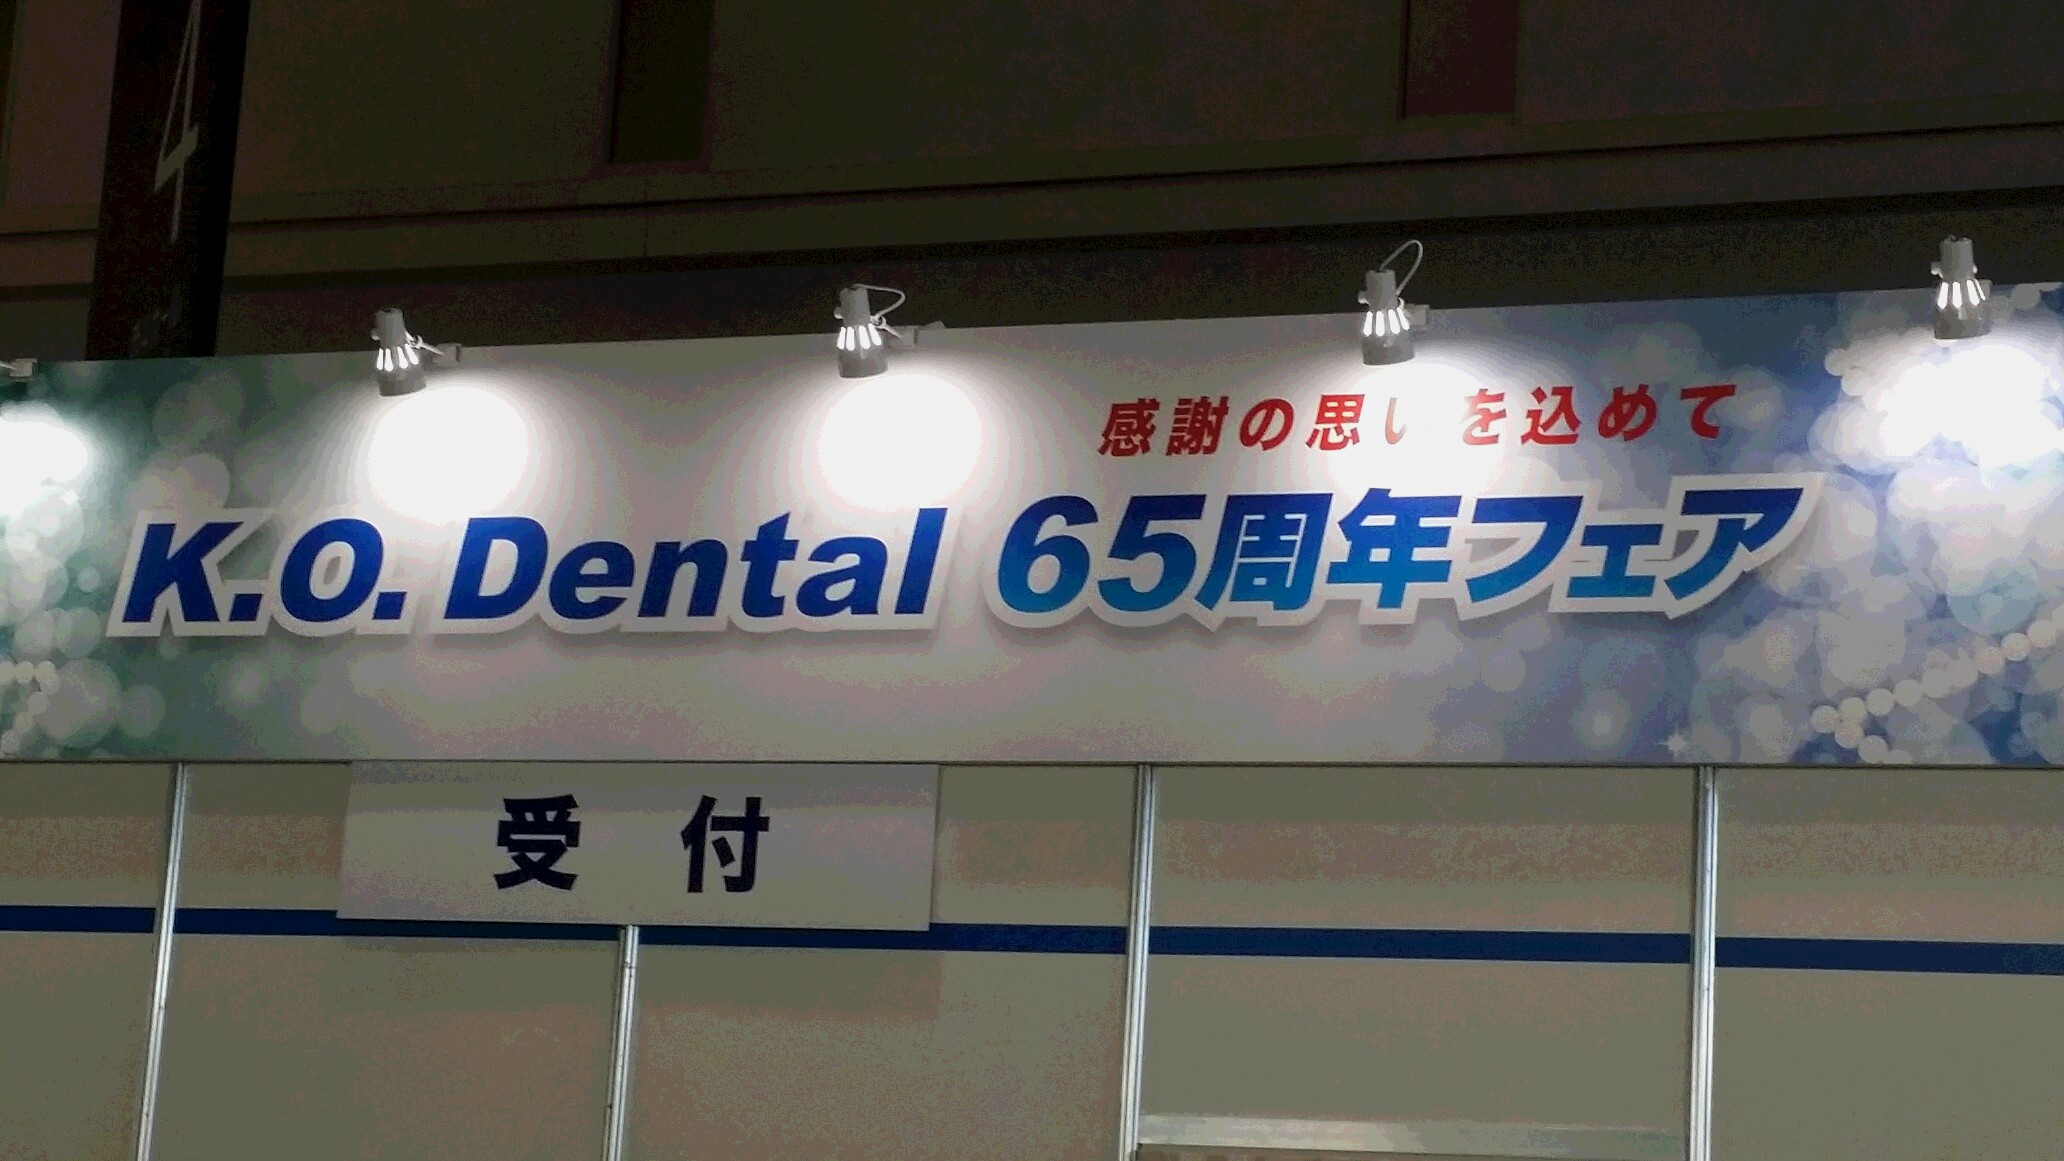 4
感謝の思いを込めて
K.O. Dental 65周年フェア
受付